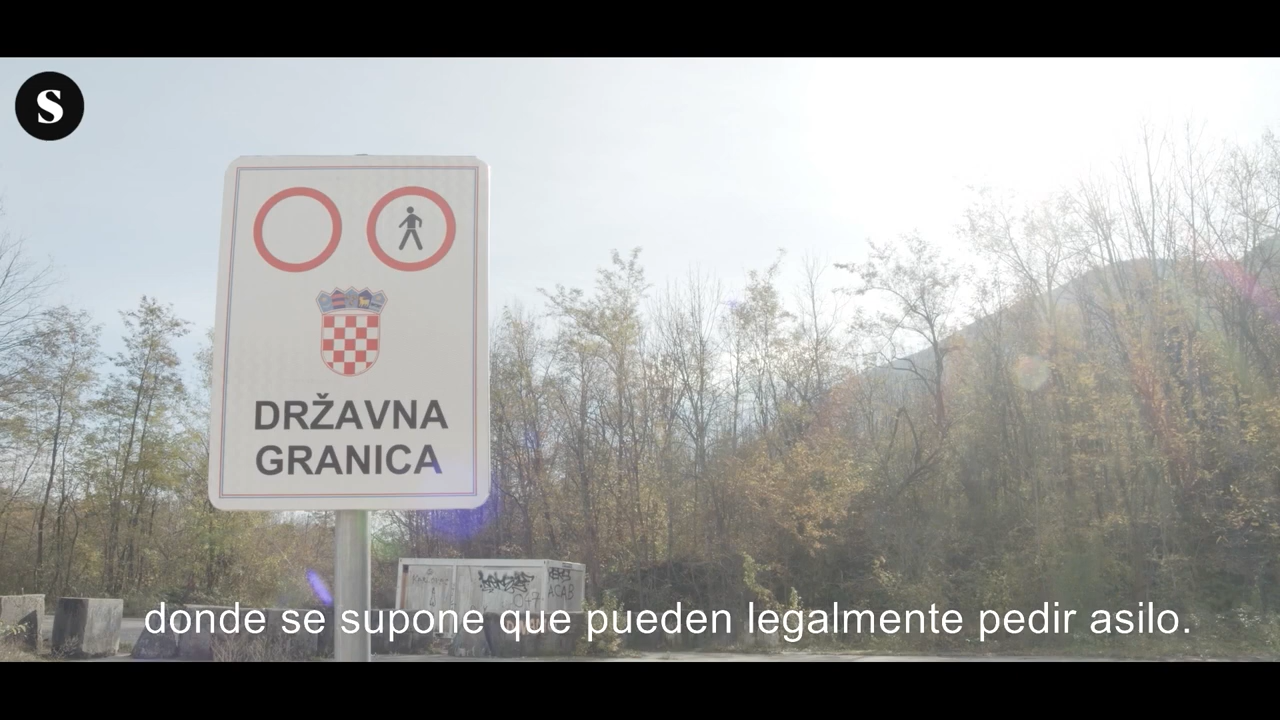 S
DRŽAVNA
GRANICA
ACAB
donde se supone que pueden legalmente pedir asilo.